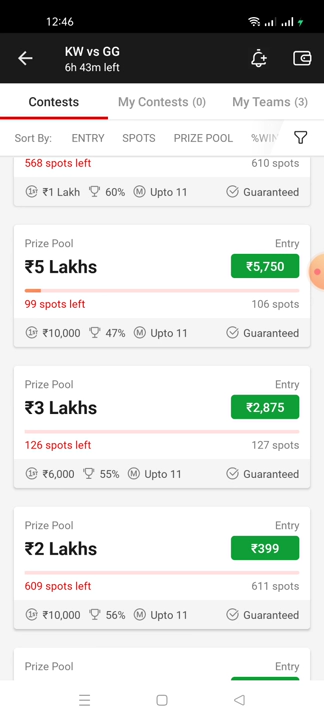 12:46
KW vs GG
6h 43m left
Contests My Contests (0) My Teams (3)
Sort By: ENTRY SPOTS PRIZE POOL %WIN
568 spots left 610 spots
1st ₹1 Lakh 60% M Upto 11 Guaranteed
Prize Pool Entry
₹5 Lakhs ₹5,750
99 spots left 106 spots
1st ₹10,000 47% M Upto 11 Guaranteed
Prize Pool Entry
₹3 Lakhs ₹2,875
126 spots left 127 spots
1st ₹6,000 55% M Upto 11 Guaranteed
Prize Pool Entry
₹2 Lakhs ₹399
609 spots left 611 spots
1st ₹10,000 56% M Upto 11 Guaranteed
Prize Pool Entry